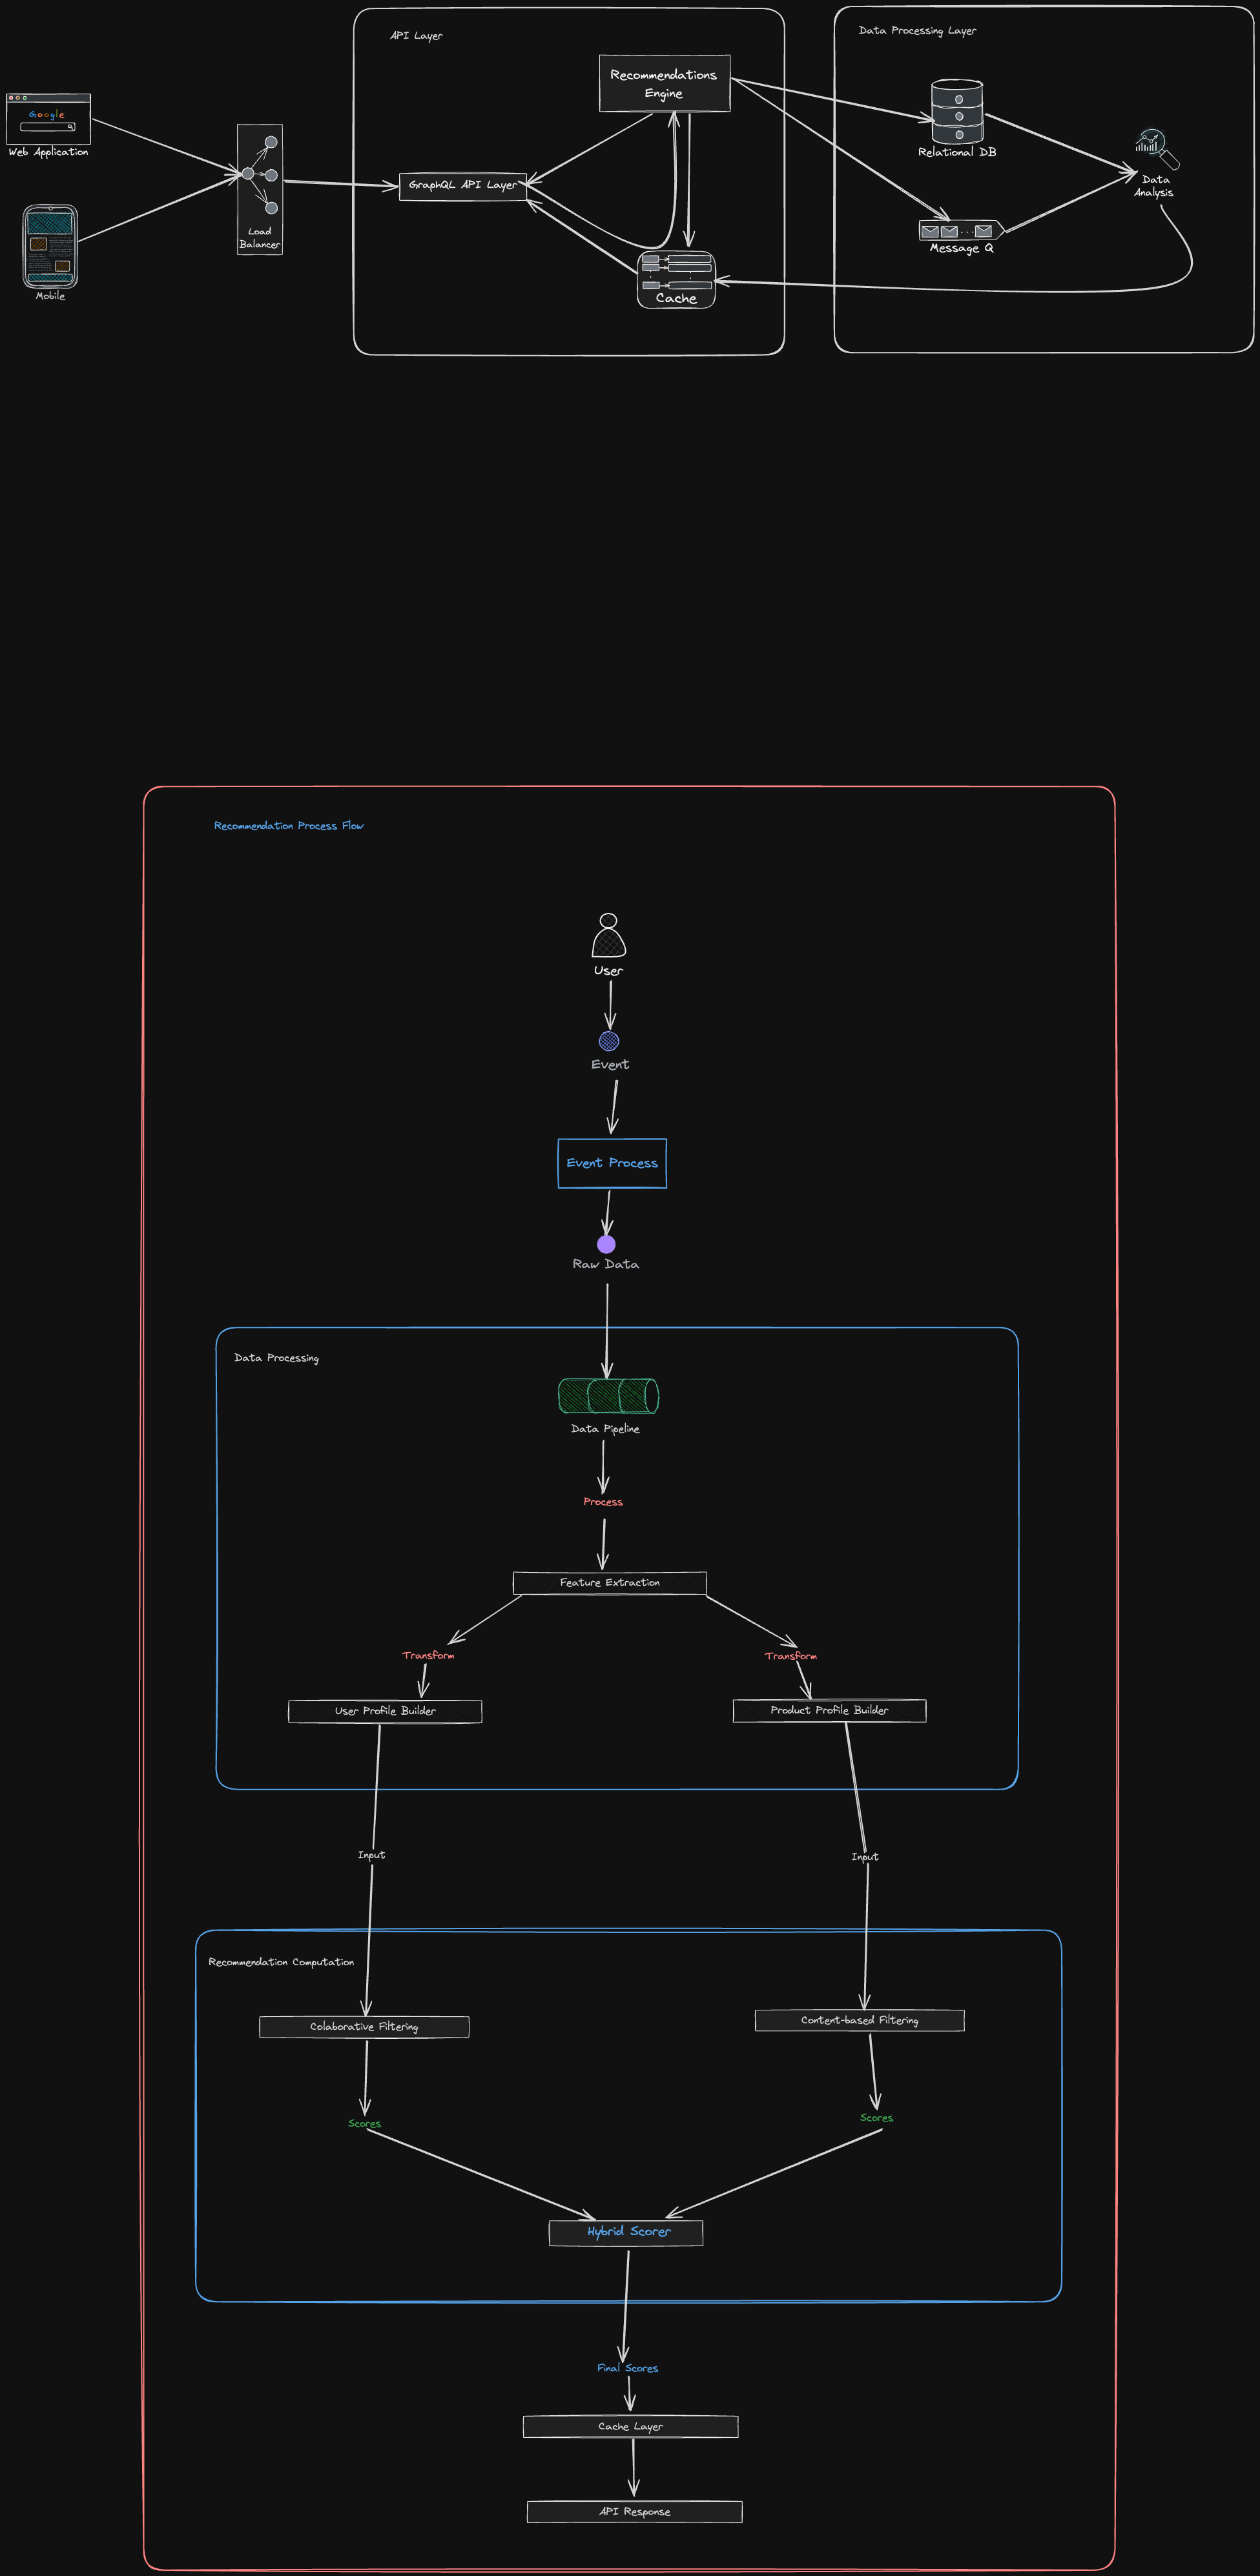 API Layer
Data Processing Layer
Recommendations
Engine
Google
Web Application
Relational DB
GraphQL API Layer
Data
Analysis
Load
Balancer
Message Q
Mobile
Cache
Recommendation Process Flow
User
Event
Event Process
Raw Data
Data Processing
Data Pipeline
Process
Feature Extraction
Transform
Transform
User Profile Builder
Product Profile Builder
Input
Input
Recommendation Computation
Colaborative Filtering
Content-based Filtering
Scores
Scores
Hybrid Scorer
Final Scores
Cache Layer
API Response